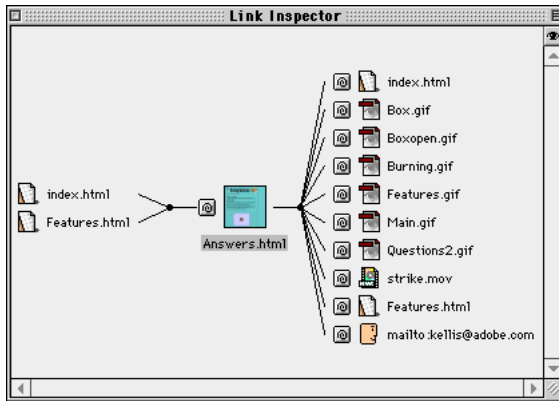 Link Inspector
index.html
Box.gif
Boxopen.gif
Burning.gif
index.html
Features.gif
Features.html
Main.gif
Answers.html
Questions2.gif
strike.mov
Features.html
mailto:kellis@adobe.com